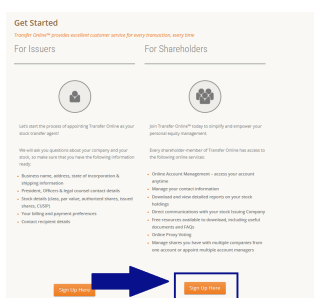 Get Started
Transfer Online™ provides excellent customer service for every transaction, every time
For Issuers
Let's start the process of appointing Transfer Online as your
stock transfer agent!
We will ask you questions about your company and your
stock, so make sure that you have the following information
ready:
Business name, address, state of incorporation &
shipping information
President, Officers & legal counsel contact details
Stock details (class, par value, authorized shares, issued
shares, CUSIP)
Your billing and payment preferences
Contact recipient details
Sign Up Here
For Shareholders
Join Transfer Online™ today to simplify and empower your
personal equity management.
Every shareholder member of Transfer Online has access to
the following online services:
Online Account Management - access your account
anytime
Manage your contact information
Download and view detailed reports on your stock
holdings
Direct communications with your stock Issuing Company
Free resources available to download, including useful
documents and FAQs
Online Proxy Voting
Manage shares you have with multiple companies from
one account or appoint multiple account managers
Sign Up Here